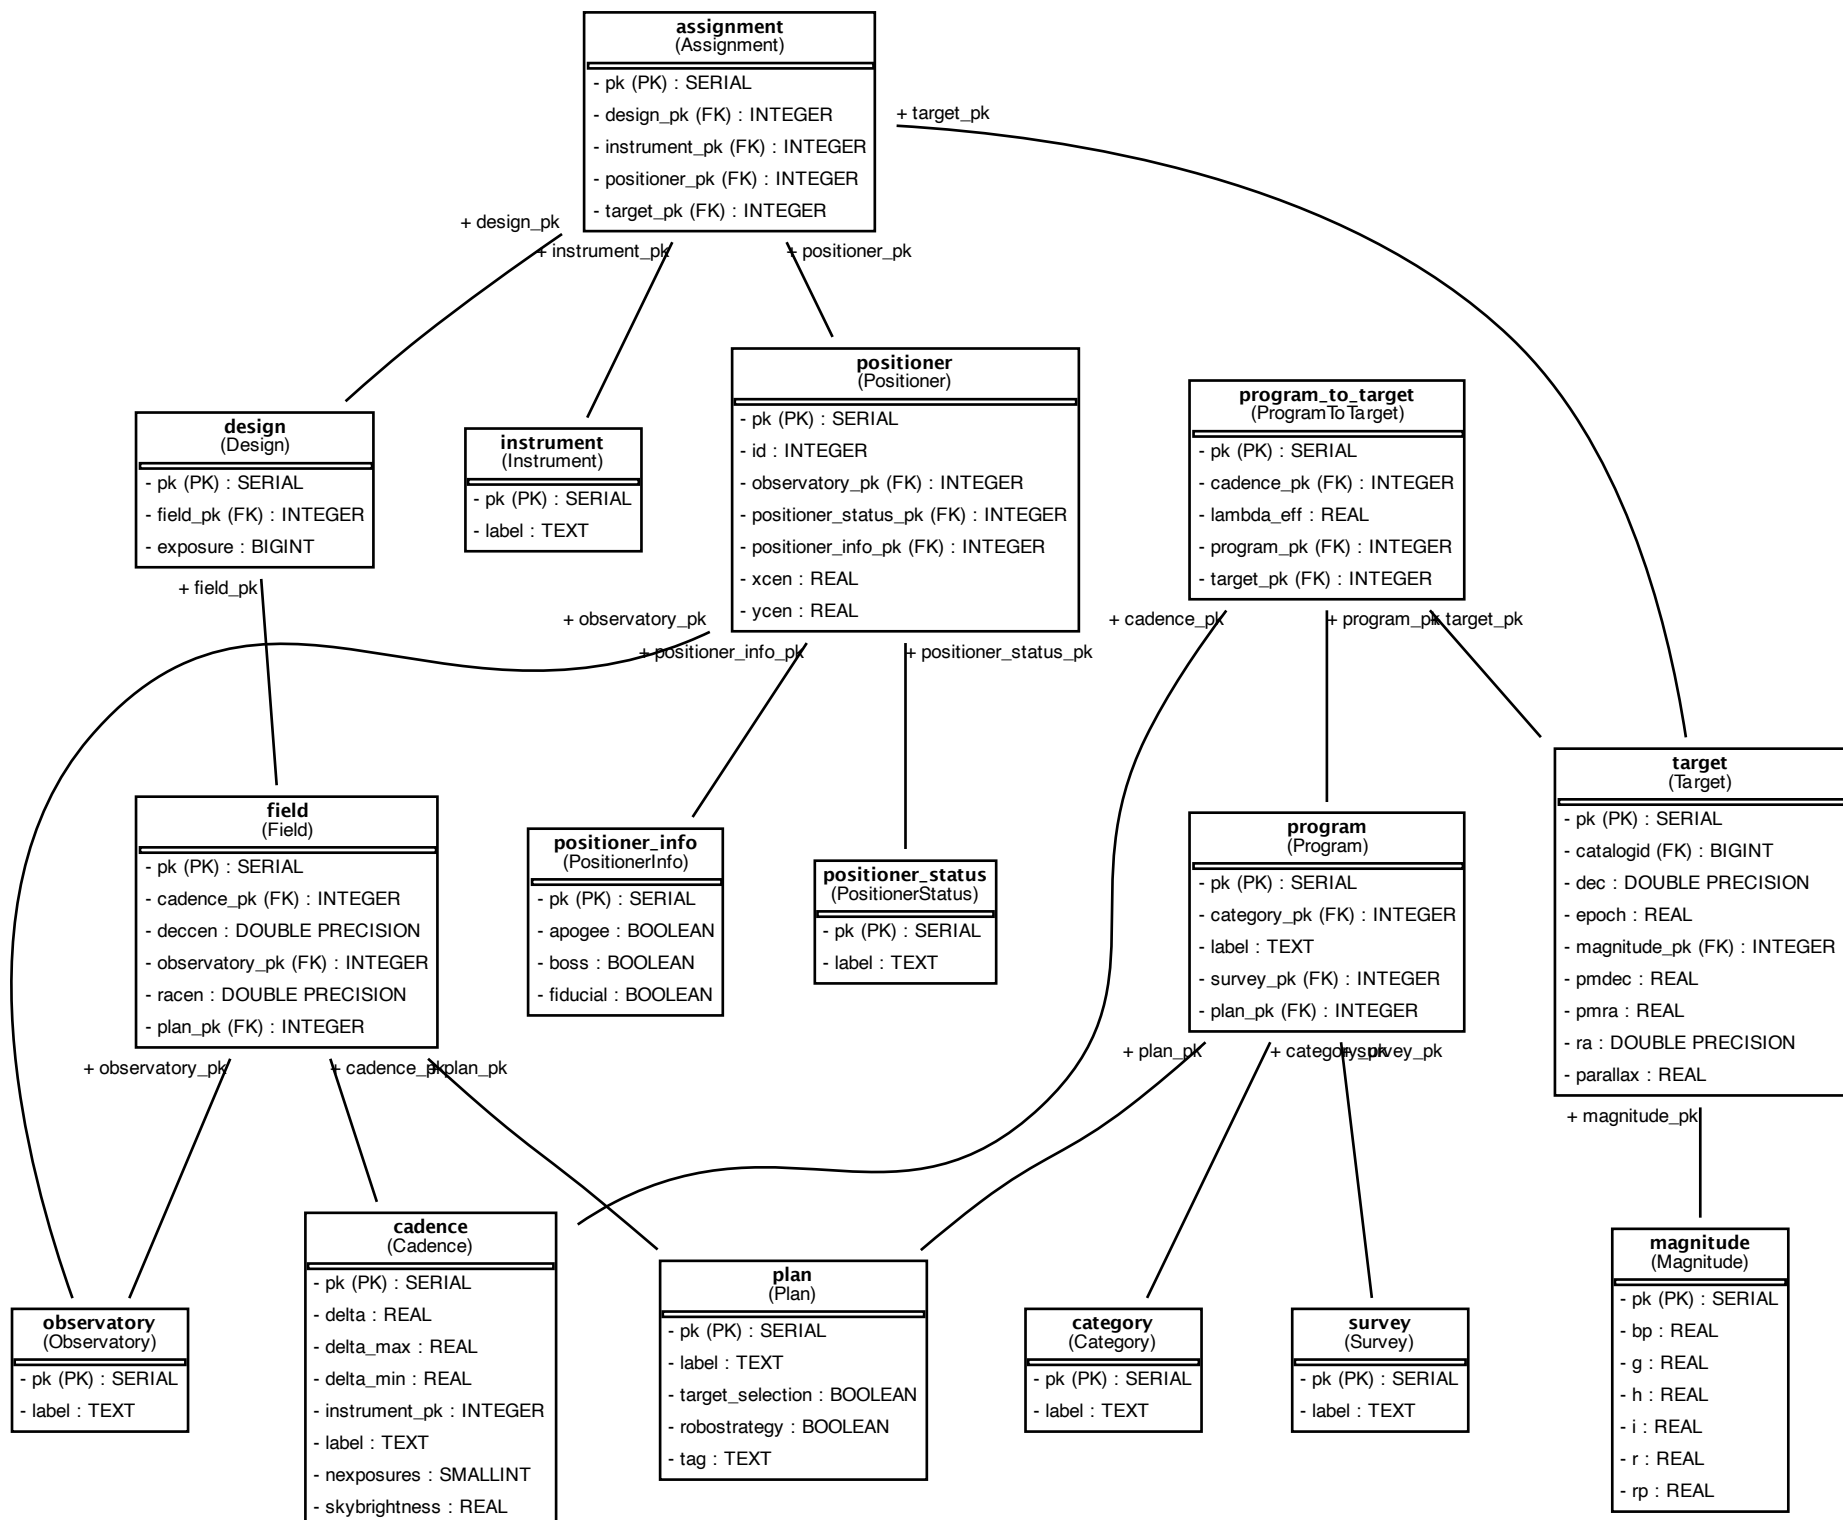 assignment
(Assignment)
- pk (PK) : SERIAL
- design_pk (FK) : INTEGER
- instrument_pk (FK) : INTEGER
- positioner_pk (FK) : INTEGER
- target_pk (FK) : INTEGER
+ target_pk
+ design_pk
+ instrument_pk
+ positioner_pk
design
(Design)
- pk (PK) : SERIAL
- field_pk (FK) : INTEGER
- exposure : BIGINT
+ field_pk
instrument
(Instrument)
- pk (PK) : SERIAL
- label : TEXT
positioner
(Positioner)
- pk (PK) : SERIAL
- id : INTEGER
- observatory_pk (FK) : INTEGER
- positioner_status_pk (FK) : INTEGER
- positioner_info_pk (FK) : INTEGER
- xcen : REAL
- ycen : REAL
+ observatory_pk
+ positioner_info_pk
+ positioner_status_pk
program_to_target
(ProgramToTarget)
- pk (PK) : SERIAL
- cadence_pk (FK) : INTEGER
- lambda_eff : REAL
- program_pk (FK) : INTEGER
- target_pk (FK) : INTEGER
+ cadence_pk
+ program_pk
+ target_pk
field
(Field)
- pk (PK) : SERIAL
- cadence_pk (FK) : INTEGER
- deccen : DOUBLE PRECISION
- observatory_pk (FK) : INTEGER
- racen : DOUBLE PRECISION
- plan_pk (FK) : INTEGER
+ observatory_pk
+ cadence_pk
+ plan_pk
positioner_info
(PositionerInfo)
- pk (PK) : SERIAL
- apogee : BOOLEAN
- boss : BOOLEAN
- fiducial : BOOLEAN
positioner_status
(PositionerStatus)
- pk (PK) : SERIAL
- label : TEXT
program
(Program)
- pk (PK) : SERIAL
- category_pk (FK) : INTEGER
- label : TEXT
- survey_pk (FK) : INTEGER
- plan_pk (FK) : INTEGER
+ plan_pk
+ category_pk
+ survey_pk
target
(Target)
- pk (PK) : SERIAL
- catalogid (FK) : BIGINT
- dec : DOUBLE PRECISION
- epoch : REAL
- magnitude_pk (FK) : INTEGER
- pmdec : REAL
- pmra : REAL
- ra : DOUBLE PRECISION
- parallax : REAL
+ magnitude_pk
observatory
(Observatory)
- pk (PK) : SERIAL
- label : TEXT
cadence
(Cadence)
- pk (PK) : SERIAL
- delta : REAL
- delta_max : REAL
- delta_min : REAL
- instrument_pk : INTEGER
- label : TEXT
- nexposures : SMALLINT
- skybrightness : REAL
plan
(Plan)
- pk (PK) : SERIAL
- label : TEXT
- target_selection : BOOLEAN
- robostrategy : BOOLEAN
- tag : TEXT
category
(Category)
- pk (PK) : SERIAL
- label : TEXT
survey
(Survey)
- pk (PK) : SERIAL
- label : TEXT
magnitude
(Magnitude)
- pk (PK) : SERIAL
- bp : REAL
- g : REAL
- h : REAL
- i : REAL
- r : REAL
- rp : REAL